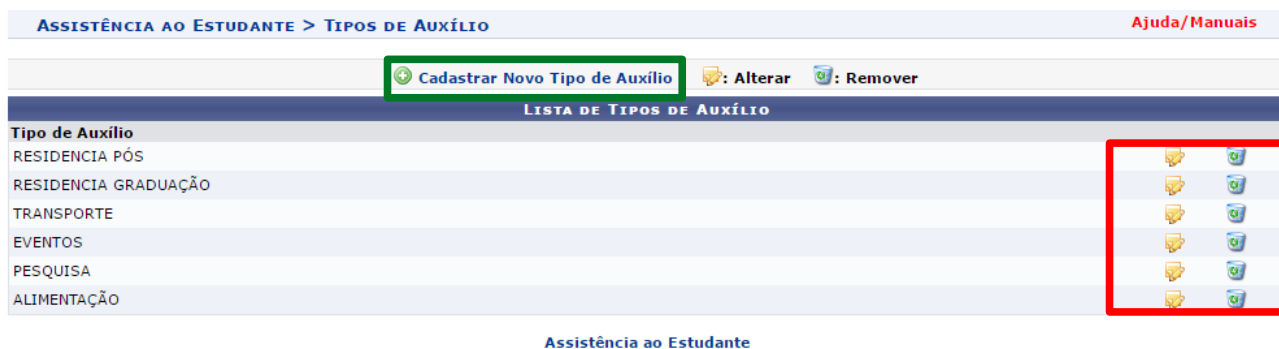 Assistência ao Estudante > Tipos de Auxílio Ajuda/Manuais
Cadastrar Novo Tipo de Auxílio : Alterar : Remover
Lista de Tipos de Auxílio
Tipo de Auxílio
RESIDENCIA PÓS
RESIDENCIA GRADUAÇÃO
TRANSPORTE
EVENTOS
PESQUISA
ALIMENTAÇÃO
Assistência ao Estudante